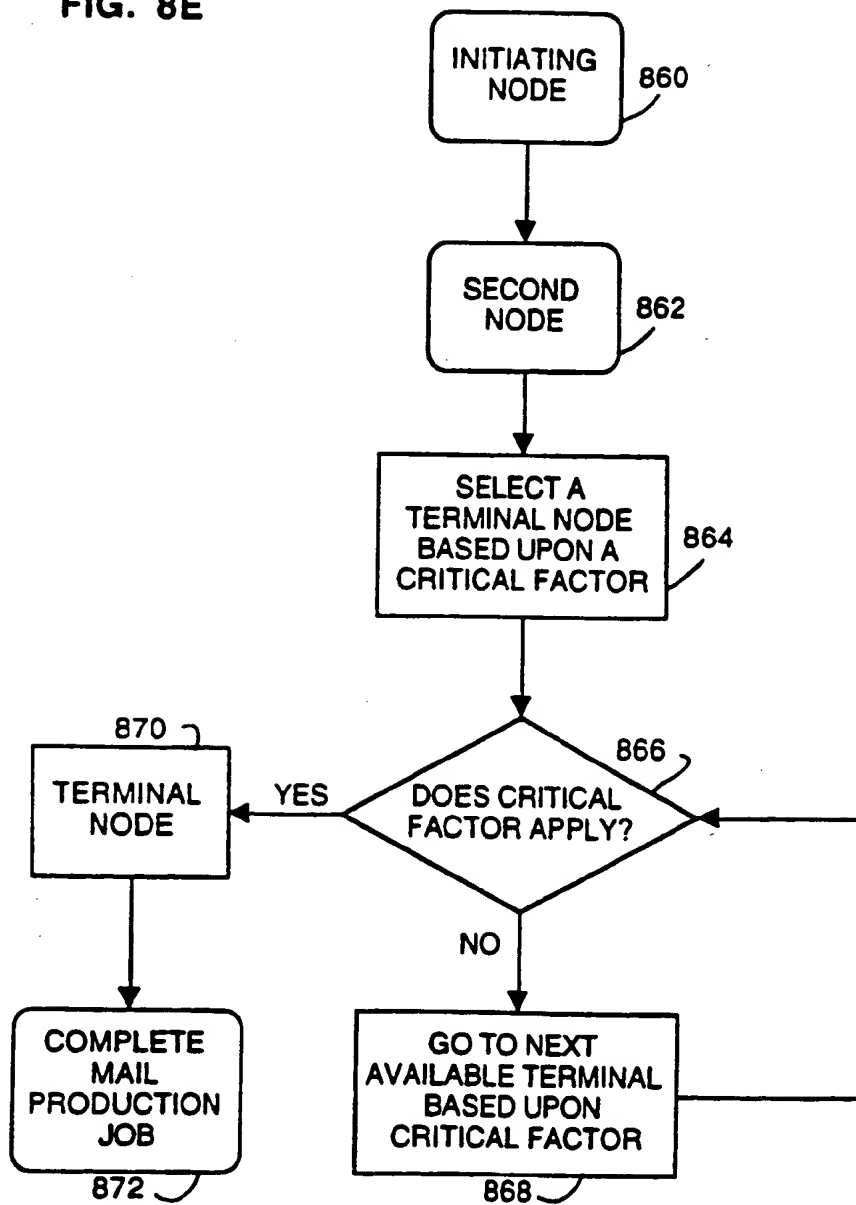 FIG. 8E
INITIATING
NODE
860
SECOND
NODE
862
SELECT A
TERMINAL NODE
BASED UPON A
CRITICAL FACTOR
864
870
TERMINAL
NODE
YES
866
DOES CRITICAL
FACTOR APPLY?
NO
COMPLETE
MAIL
PRODUCTION
JOB
872
GO TO NEXT
AVAILABLE TERMINAL
BASED UPON
CRITICAL FACTOR
868